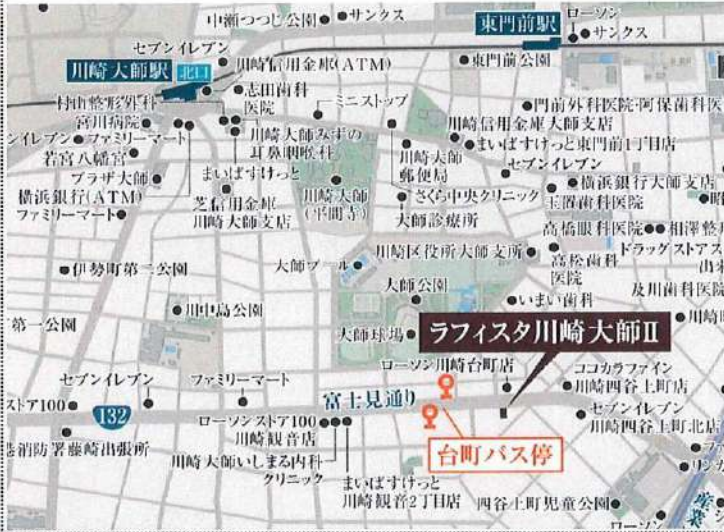 中瀬つつじ公園
サンクス
東門前駅
ローソン
サンクス
セブンイレブン
川崎大師駅
北口
川崎信用金庫(ATM)
東門前公園
村山整形外科
志田歯科
医院
ミニストップ
門前外科医院・阿保歯科医
宮川病院
川崎信用金庫大師支店
ンイレブン
ファミリーマート
川崎大師みずの
耳鼻咽喉科
まいばすけっと東門前1丁目店
若宮八幡宮
川崎大師
郵便局
セブンイレブン
プラザ大師
まいばすけっと
川崎大師
(平間寺)
さくら中央クリニック
横浜銀行大師支店
横浜銀行(ATM)
芝信用金庫
川崎大師支店
大師診療所
玉置歯科医院
ファミリーマート
高橋眼科医院
相澤整
川崎区役所大師支所
ドラッグストアス
伊勢町第二公園
大師プール
高松歯科
医院
大師公園
及川歯科医院
川中島公園
いまい歯科
第一公園
大師球場
ラフィスタ川崎大師II
ローソン川崎台町店
ココカラファイン
川崎四谷上町店
セブンイレブン
ファミリーマート
富士見通り
ストア100
132
ローソンストア100
川崎観音店
セブンイレブン
川崎四谷上町北店
消防署藤崎出張所
川崎大師いしまる内科
クリニック
台町バス停
まいばすけっと
川崎観音2丁目店
四谷上町児童公園
産業
ローソン